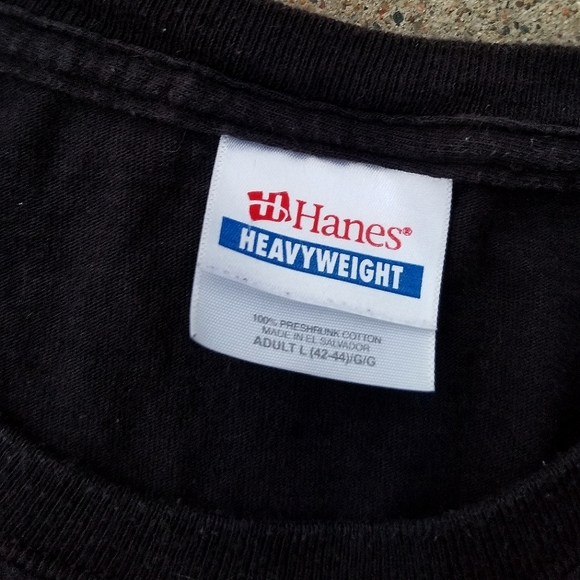 Hanes®
HEAVYWEIGHT
100% PRESHRUNK COTTON
MADE IN EL SALVADOR
ADULT L (42-44)/G/G